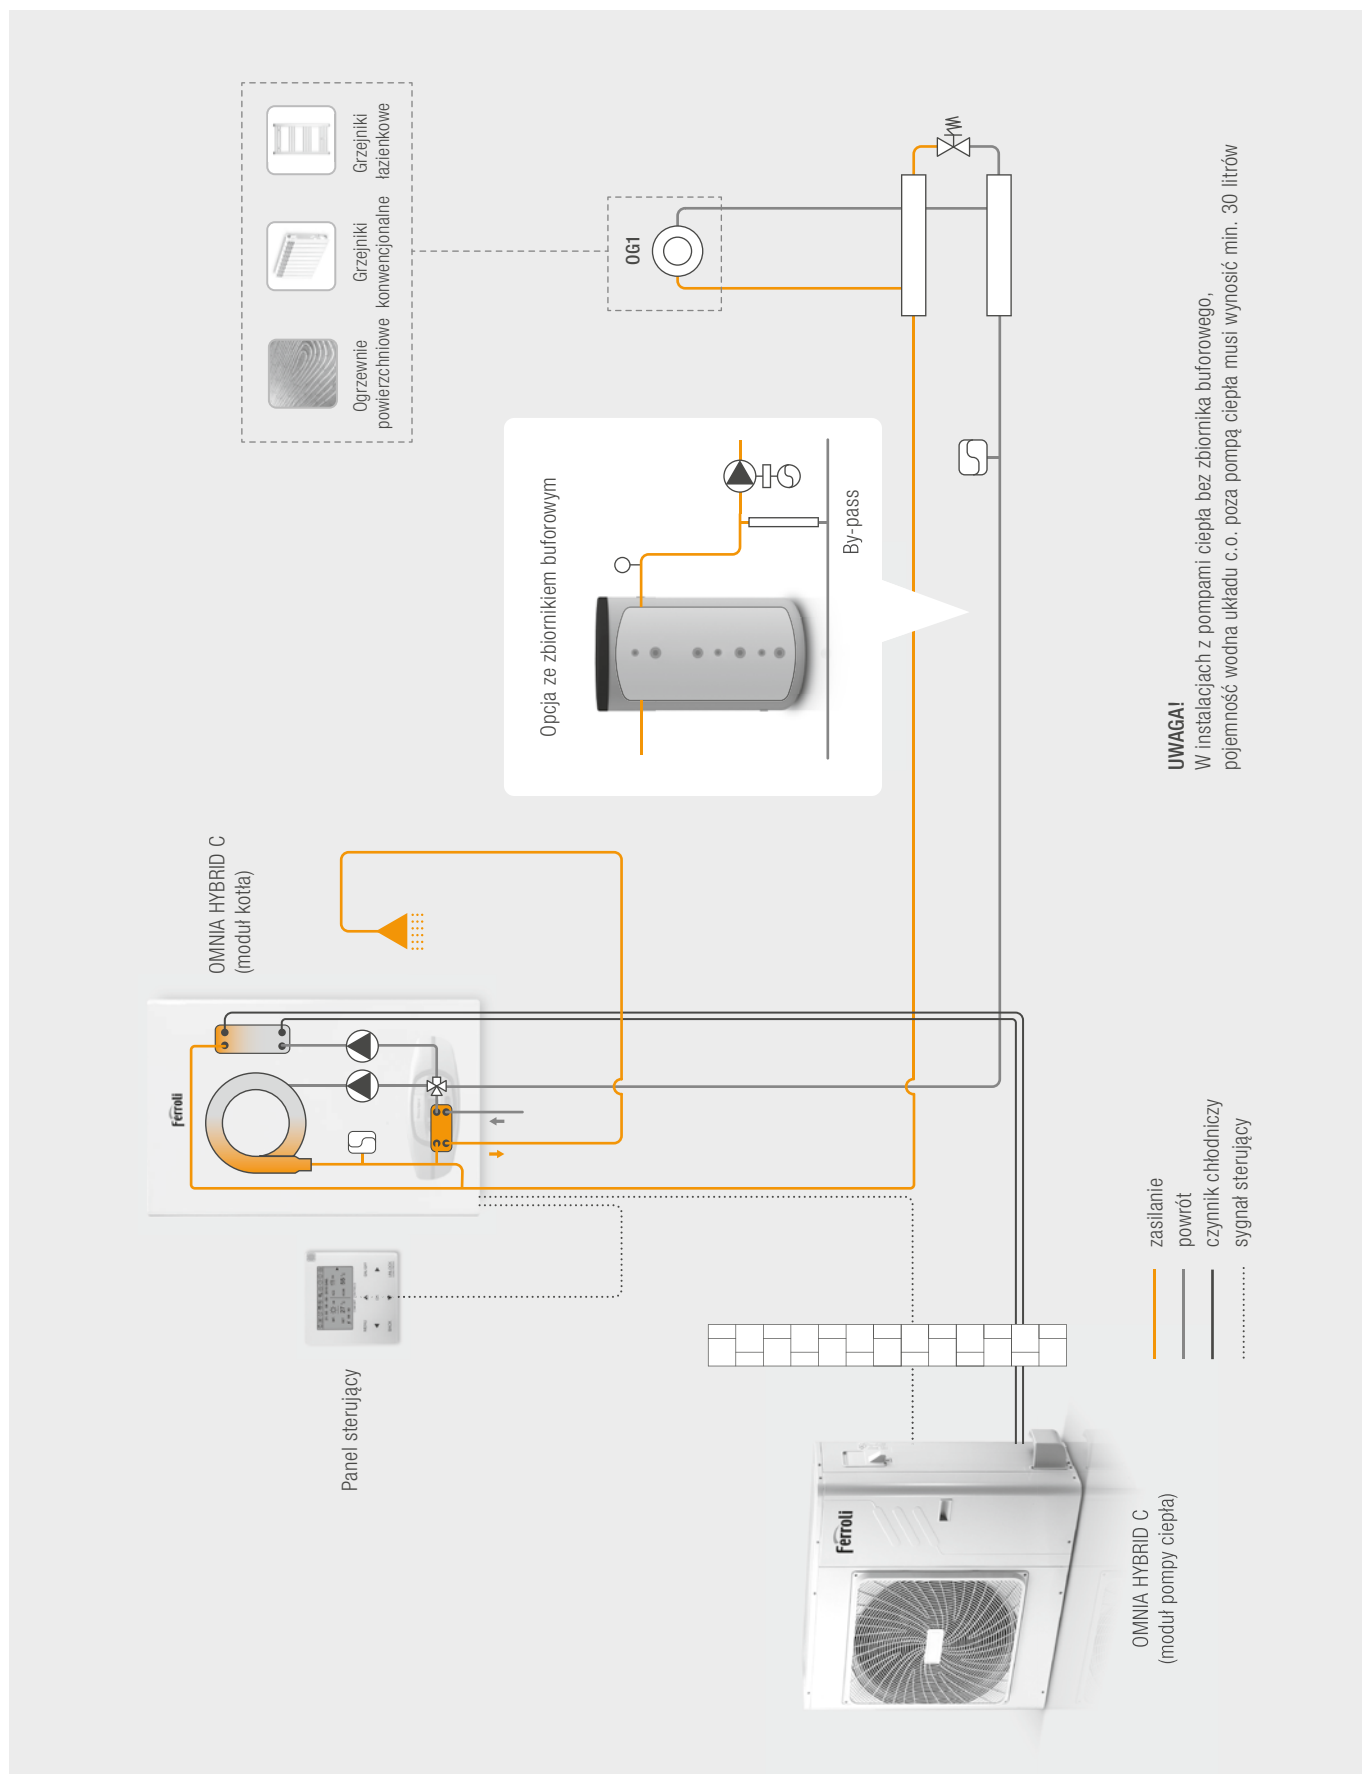 OMNIA HYBRID C
(moduł pompy ciepła)
Ferroli
Panel sterujący
Ferroli
OMNIA HYBRID C
(moduł kotła)
Opcja ze zbiornikiem buforowym
By-pass
Ogrzewnie
powierzchniowe
Grzejniki
konwencjonalne
Grzejniki
łazienkowe
OG1
zasilanie
powrót
czynnik chłodniczy
sygnał sterujący
UWAGA!
W instalacjach z pompami ciepła bez zbiornika buforowego,
pojemność wodna układu c.o. poza pompą ciepła musi wynosić min. 30 litrów